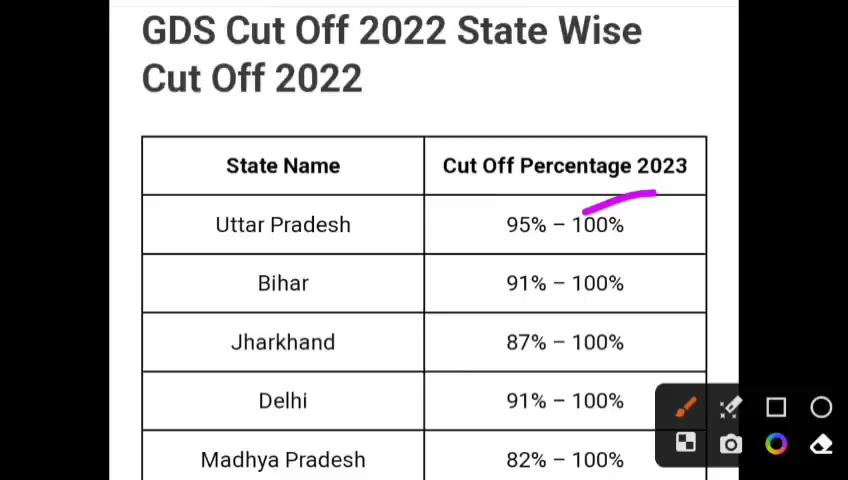 GDS Cut Off 2022 State Wise
Cut Off 2022
State Name Cut Off Percentage 2023
Uttar Pradesh 95% – 100%
Bihar 91% – 100%
Jharkhand 87% – 100%
Delhi 91% – 100%
Madhya Pradesh 82% – 100%